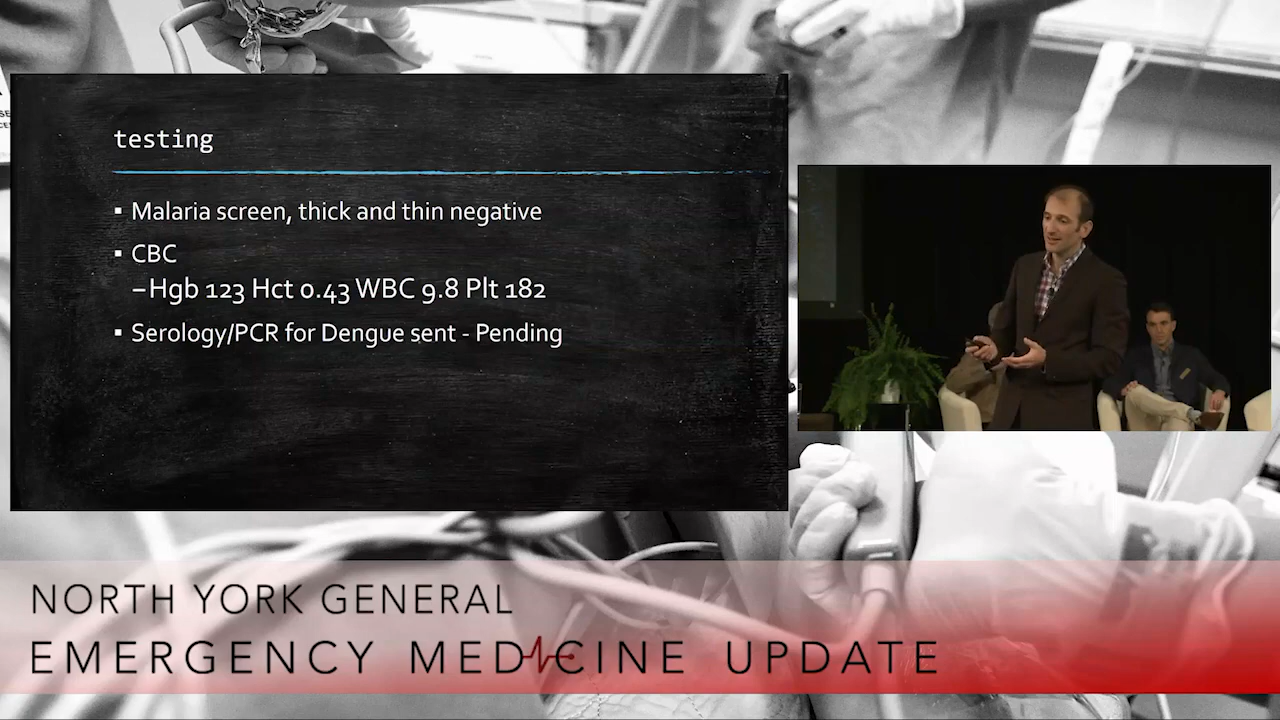 testing
▪ Malaria screen, thick and thin negative
▪ CBC
–Hgb 123 Hct 0.43 WBC 9.8 Plt 182
▪ Serology/PCR for Dengue sent - Pending
NORTH YORK GENERAL
EMERGENCY MEDICINE UPDATE